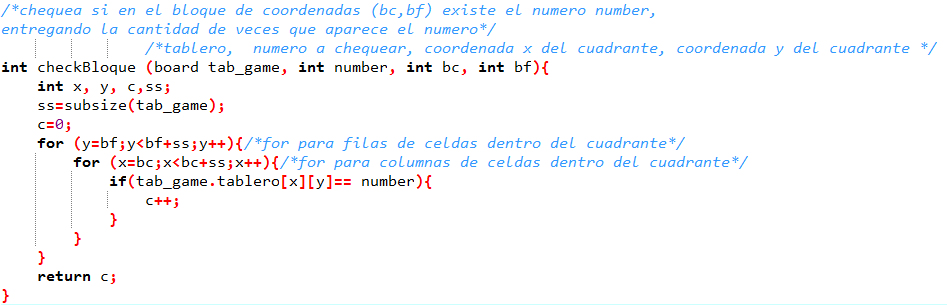 /*chequea si en el bloque de coordenadas (bc,bf) existe el numero number,
entregando la cantidad de veces que aparece el numero*/
/*tablero,  numero a chequear, coordenada x del cuadrante, coordenada y del cuadrante */
int checkBloque (board tab_game, int number, int bc, int bf){
    int x, y, c,ss;
    ss=subsize(tab_game);
    c=0;
    for (y=bf;y<bf+ss;y++){/*for para filas de celdas dentro del cuadrante*/
        for (x=bc;x<bc+ss;x++){/*for para columnas de celdas dentro del cuadrante*/
            if(tab_game.tablero[x][y]== number){
                c++;
            }
        }
    }
    return c;
}